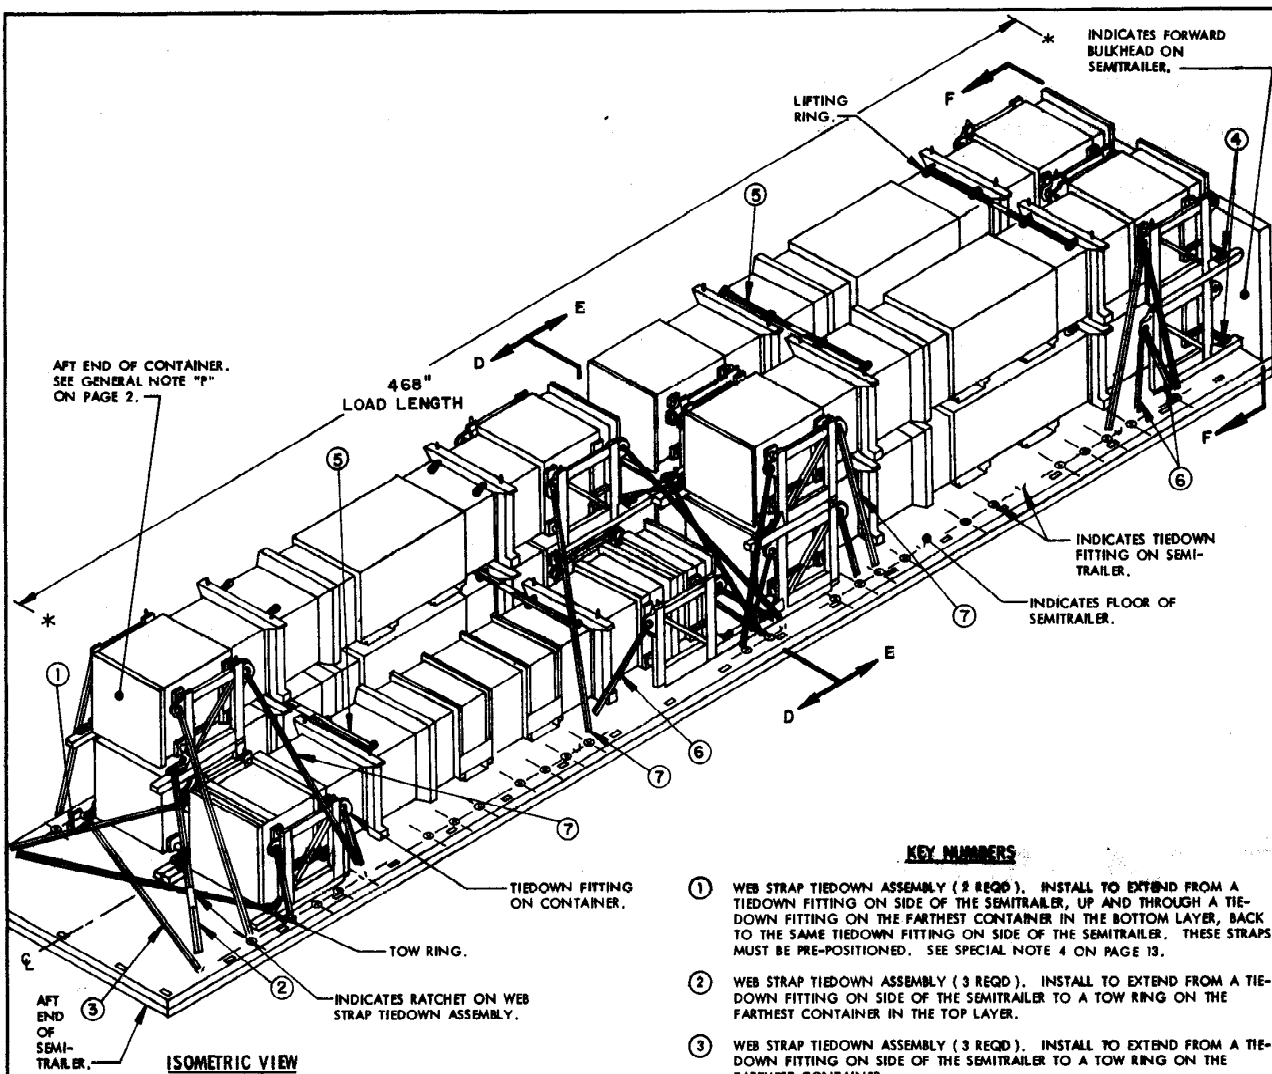 INDICATES FORWARD
BULKHEAD ON
SEMITRAILER.
*
F
LIFTING
RING.
4
5
E
D
AFT END OF CONTAINER.
SEE GENERAL NOTE "P"
ON PAGE 2.
468"
LOAD LENGTH
F
5
6
INDICATES TIEDOWN
FITTING ON SEMI-
TRAILER.
*
7
INDICATES FLOOR OF
SEMITRAILER.
1
E
D
6
7
7
TIEDOWN FITTING
ON CONTAINER.
TOW RING.
℄
3
2
INDICATES RATCHET ON WEB
STRAP TIEDOWN ASSEMBLY.
AFT
END
OF
SEMI-
TRAILER.
ISOMETRIC VIEW
KEY NUMBERS
1 WEB STRAP TIEDOWN ASSEMBLY (2 REQD). INSTALL TO EXTEND FROM A
TIEDOWN FITTING ON SIDE OF THE SEMITRAILER, UP AND THROUGH A TIE-
DOWN FITTING ON THE FARTHEST CONTAINER IN THE BOTTOM LAYER, BACK
TO THE SAME TIEDOWN FITTING ON SIDE OF THE SEMITRAILER. THESE STRAPS
MUST BE PRE-POSITIONED. SEE SPECIAL NOTE 4 ON PAGE 13.
2 WEB STRAP TIEDOWN ASSEMBLY (3 REQD). INSTALL TO EXTEND FROM A TIE-
DOWN FITTING ON SIDE OF THE SEMITRAILER TO A TOW RING ON THE
FARTHEST CONTAINER IN THE TOP LAYER.
3 WEB STRAP TIEDOWN ASSEMBLY (3 REQD). INSTALL TO EXTEND FROM A TIE-
DOWN FITTING ON SIDE OF THE SEMITRAILER TO A TOW RING ON THE